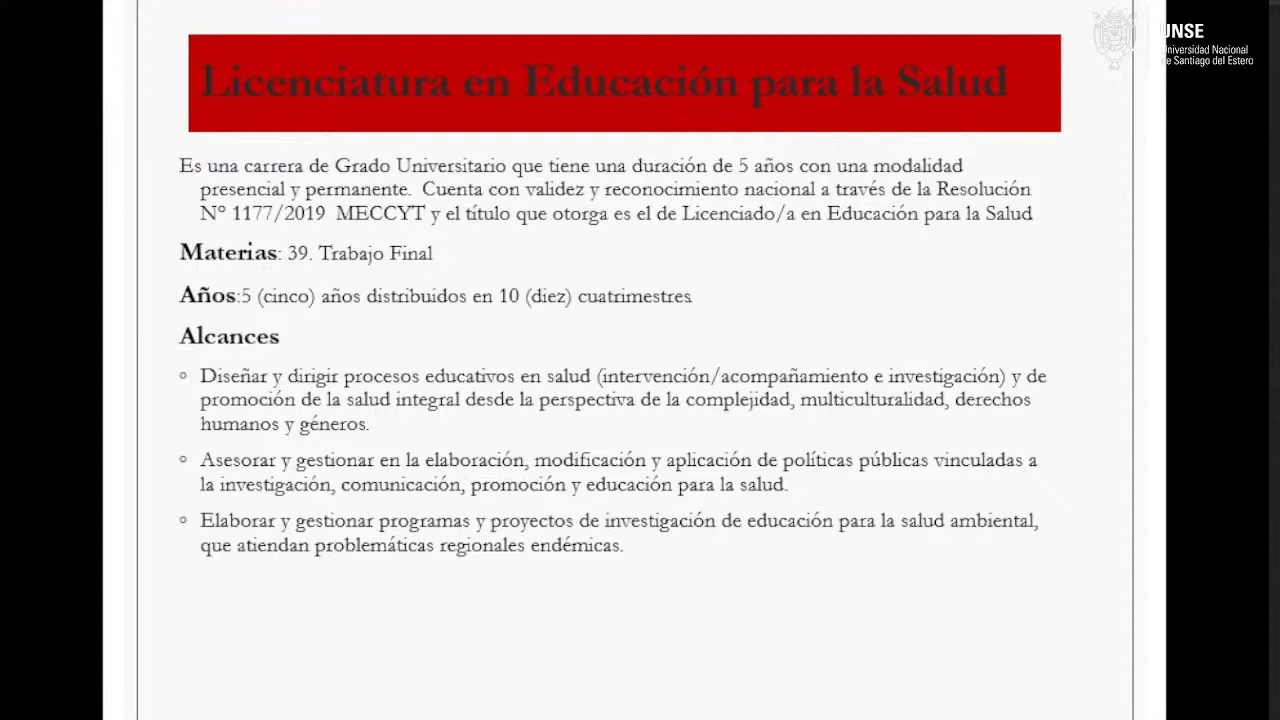 UNSE
Universidad Nacional
de Santiago del Estero
Licenciatura en Educación para la Salud
Es una carrera de Grado Universitario que tiene una duración de 5 años con una modalidad
presencial y permanente. Cuenta con validez y reconocimiento nacional a través de la Resolución
N° 1177/2019 MECCYT y el título que otorga es el de Licenciado/a en Educación para la Salud
Materias: 39. Trabajo Final
Años:5 (cinco) años distribuidos en 10 (diez) cuatrimestres.
Alcances
◦ Diseñar y dirigir procesos educativos en salud (intervención/acompañamiento e investigación) y de
promoción de la salud integral desde la perspectiva de la complejidad, multiculturalidad, derechos
humanos y géneros.
◦ Asesorar y gestionar en la elaboración, modificación y aplicación de políticas públicas vinculadas a
la investigación, comunicación, promoción y educación para la salud.
◦ Elaborar y gestionar programas y proyectos de investigación de educación para la salud ambiental,
que atiendan problemáticas regionales endémicas.